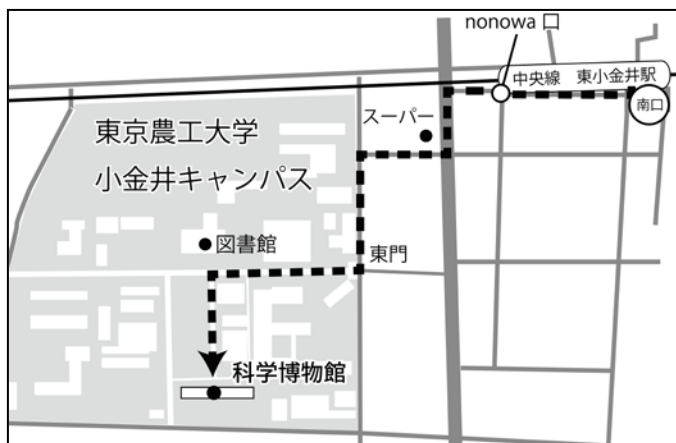 nonowa 口
中央線 東小金井駅
南口
スーパー
東京農工大学
小金井キャンパス
図書館
東門
科学博物館